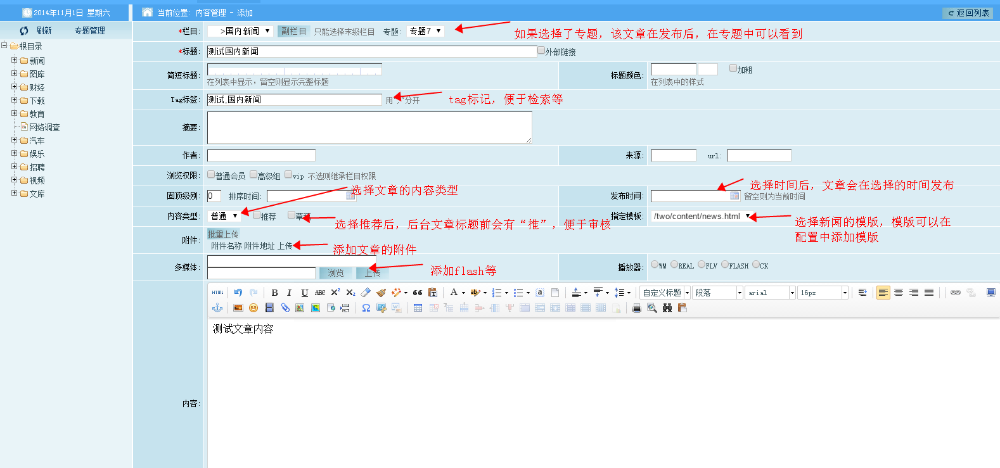 2014年11月1日 星期六
当前位置: 内容管理 - 添加
返回列表
刷新 专题管理
根目录
新闻
图库
财经
下载
教育
网络调查
汽车
娱乐
招聘
视频
文库
*栏目: >国内新闻 副栏目 只能选择末级栏目 专题: 专题7
如果选择了专题，该文章在发布后，在专题中可以看到
*标题: 测试国内新闻 外部链接
简短标题:
在列表中显示，留空则显示完整标题
标题颜色: 加粗
在列表中的样式
Tag标签: 测试,国内新闻 用","分开
tag标记，便于检索等
摘要:
作者:
来源: url:
浏览权限: 普通会员 高级组 vip 不选则继承栏目权限
固顶级别: 0 排序时间:
选择文章的内容类型
发布时间: 留空则为当前时间
选择时间后，文章会在选择的时间发布
内容类型: 普通 推荐 草稿
选择推荐后，后台文章标题前会有“推”，便于审核
指定模板: /two/content/news.html
选择新闻的模版，模版可以在
配置中添加模版
附件: 批量上传
附件名称 附件地址 上传
添加文章的附件
多媒体:
浏览 上传
添加flash等
播放器: WM REAL FLV FLASH CK
内容:
HTML B I U ABC X² X₂ A ab a 自定义标题 段落 arial 16px
测试文章内容